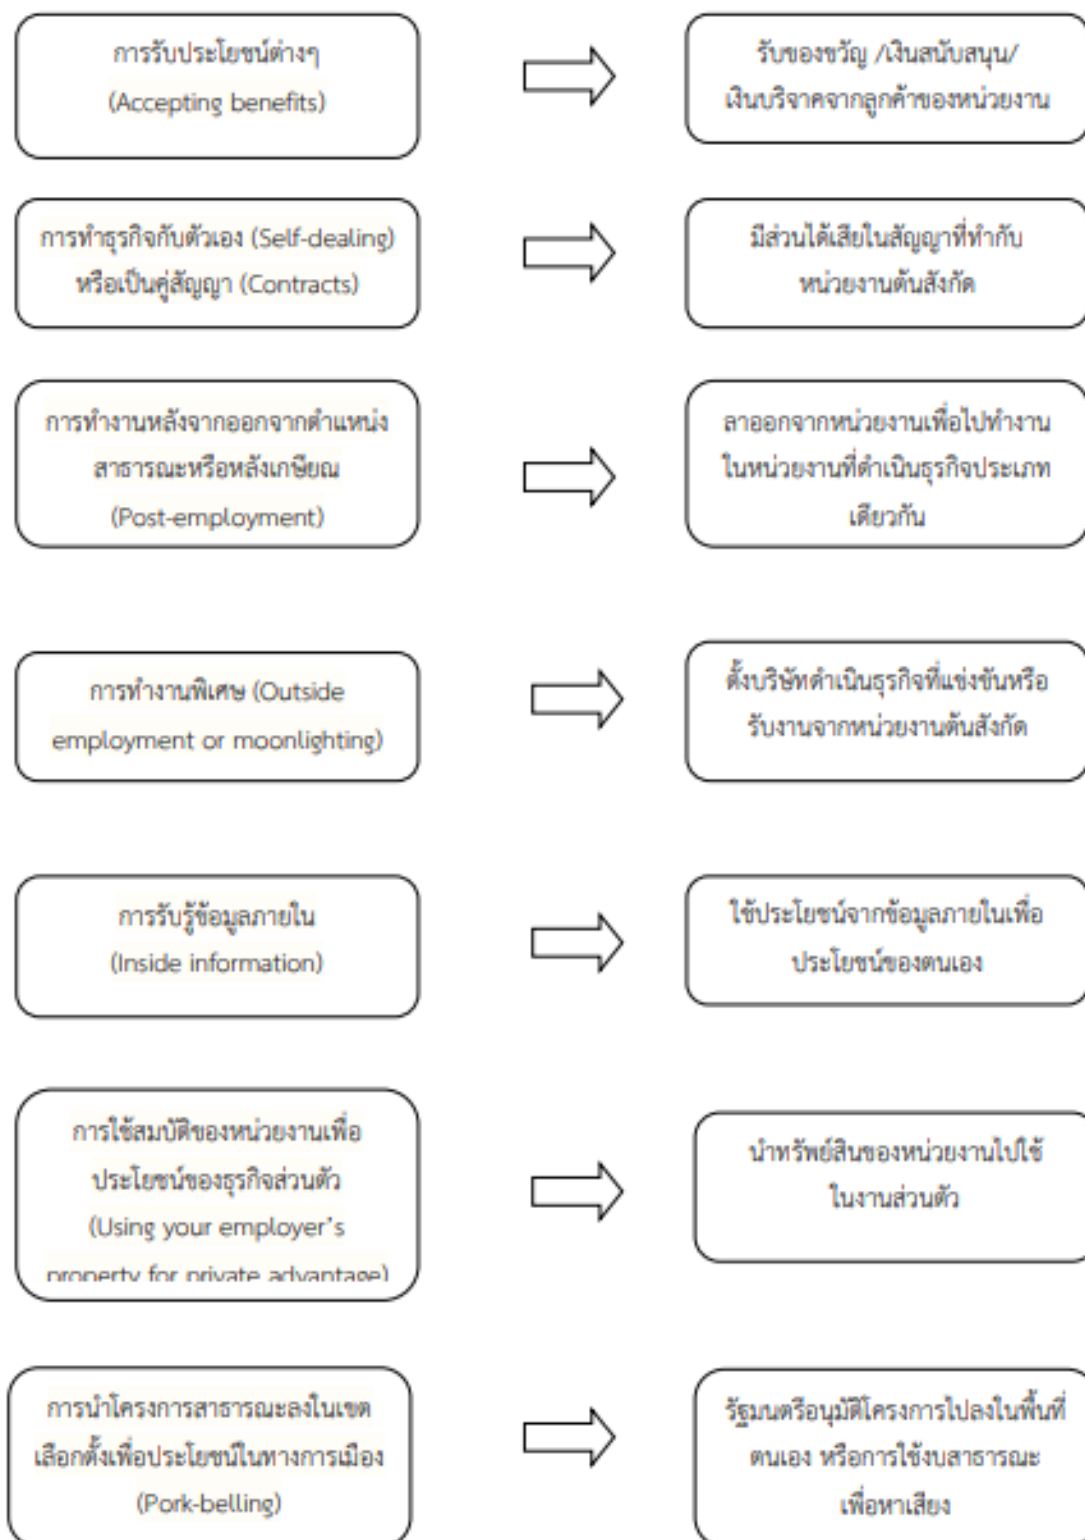 การรับประโยชน์ต่างๆ
(Accepting benefits)
รับของขวัญ /เงินสนับสนุน/
เงินบริจาคจากลูกค้าของหน่วยงาน
การทำธุรกิจกับตัวเอง (Self-dealing)
หรือเป็นคู่สัญญา (Contracts)
มีส่วนได้เสียในสัญญาที่ทำกับ
หน่วยงานต้นสังกัด
การทำงานหลังจากออกจากตำแหน่ง
สาธารณะหรือหลังเกษียณ
(Post-employment)
ลาออกจากหน่วยงานเพื่อไปทำงาน
ในหน่วยงานที่ดำเนินธุรกิจประเภท
เดียวกัน
การทำงานพิเศษ (Outside
employment or moonlighting)
ตั้งบริษัทดำเนินธุรกิจที่แข่งขันหรือ
รับงานจากหน่วยงานต้นสังกัด
การรับรู้ข้อมูลภายใน
(Inside information)
ใช้ประโยชน์จากข้อมูลภายในเพื่อ
ประโยชน์ของตนเอง
การใช้สมบัติของหน่วยงานเพื่อ
ประโยชน์ของธุรกิจส่วนตัว
(Using your employer's
property for private advantage)
นำทรัพย์สินของหน่วยงานไปใช้
ในงานส่วนตัว
การนำโครงการสาธารณะลงในเขต
เลือกตั้งเพื่อประโยชน์ในทางการเมือง
(Pork-belling)
รัฐมนตรีอนุมัติโครงการไปลงในพื้นที่
ตนเอง หรือการใช้งบสาธารณะ
เพื่อหาเสียง